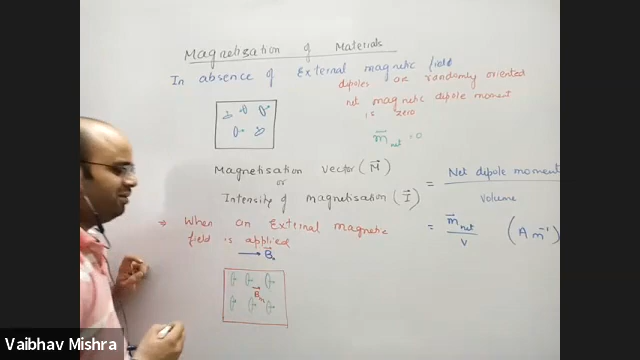 Magnetisation of Materials
In absence of External magnetic field
dipoles are randomly oriented
net magnetic dipole moment
is zero
m⃗ net = 0
Magnetisation vector (M⃗) = Net dipole moment
or
Intensity of magnetisation (I⃗) volume
⇒ When an External magnetic = m⃗ net / V (A m⁻¹)
field is applied
B⃗
B⃗
Vaibhav Mishra